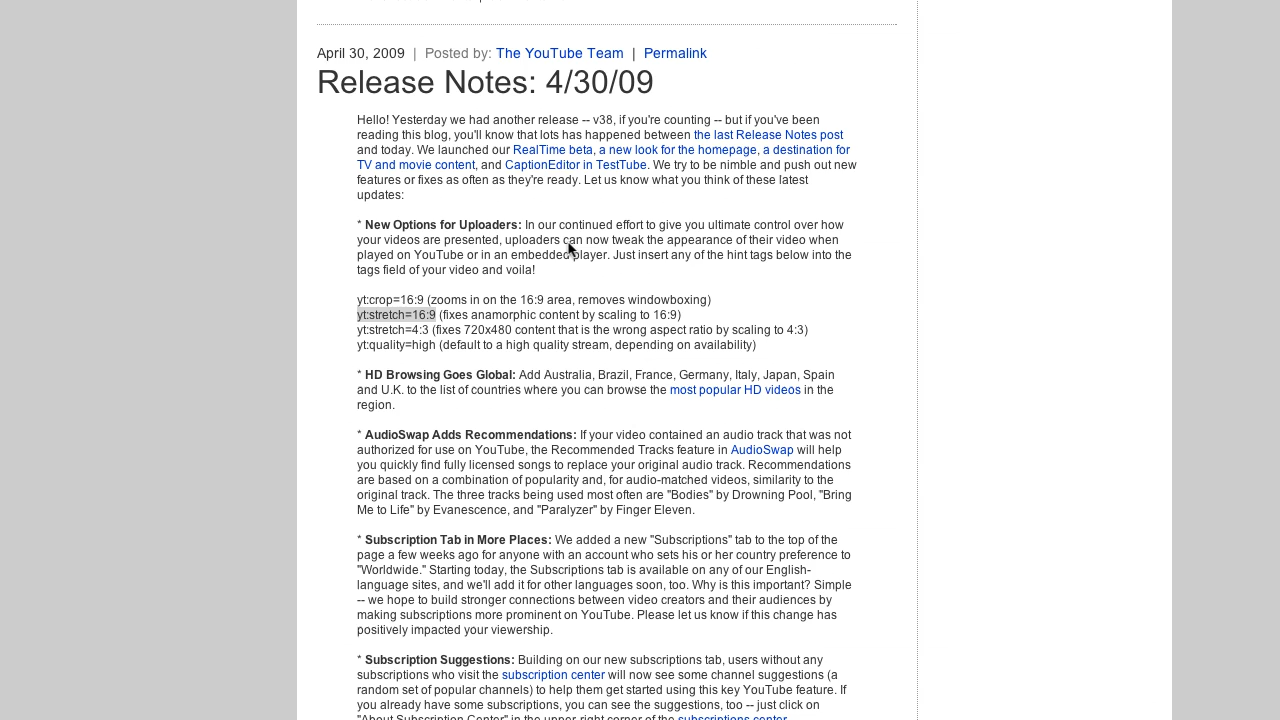 April 30, 2009 | Posted by: The YouTube Team | Permalink
Release Notes: 4/30/09
Hello! Yesterday we had another release -- v38, if you're counting -- but if you've been
reading this blog, you'll know that lots has happened between the last Release Notes post
and today. We launched our RealTime beta, a new look for the homepage, a destination for
TV and movie content, and CaptionEditor in TestTube. We try to be nimble and push out new
features or fixes as often as they're ready. Let us know what you think of these latest
updates:
* New Options for Uploaders: In our continued effort to give you ultimate control over how
your videos are presented, uploaders can now tweak the appearance of their video when
played on YouTube or in an embedded player. Just insert any of the hint tags below into the
tags field of your video and voila!
yt:crop=16:9 (zooms in on the 16:9 area, removes windowboxing)
yt:stretch=16:9 (fixes anamorphic content by scaling to 16:9)
yt:stretch=4:3 (fixes 720x480 content that is the wrong aspect ratio by scaling to 4:3)
yt:quality=high (default to a high quality stream, depending on availability)
* HD Browsing Goes Global: Add Australia, Brazil, France, Germany, Italy, Japan, Spain
and U.K. to the list of countries where you can browse the most popular HD videos in the
region.
* AudioSwap Adds Recommendations: If your video contained an audio track that was not
authorized for use on YouTube, the Recommended Tracks feature in AudioSwap will help
you quickly find fully licensed songs to replace your original audio track. Recommendations
are based on a combination of popularity and, for audio-matched videos, similarity to the
original track. The three tracks being used most often are "Bodies" by Drowning Pool, "Bring
Me to Life" by Evanescence, and "Paralyzer" by Finger Eleven.
* Subscription Tab in More Places: We added a new "Subscriptions" tab to the top of the
page a few weeks ago for anyone with an account who sets his or her country preference to
"Worldwide." Starting today, the Subscriptions tab is available on any of our English-
language sites, and we'll add it for other languages soon, too. Why is this important? Simple
-- we hope to build stronger connections between video creators and their audiences by
making subscriptions more prominent on YouTube. Please let us know if this change has
positively impacted your viewership.
* Subscription Suggestions: Building on our new subscriptions tab, users without any
subscriptions who visit the subscription center will now see some channel suggestions (a
random set of popular channels) to help them get started using this key YouTube feature. If
you already have some subscriptions, you can see the suggestions, too -- just click on
"About Subscription Center" in the upper-right corner of the subscriptions center.